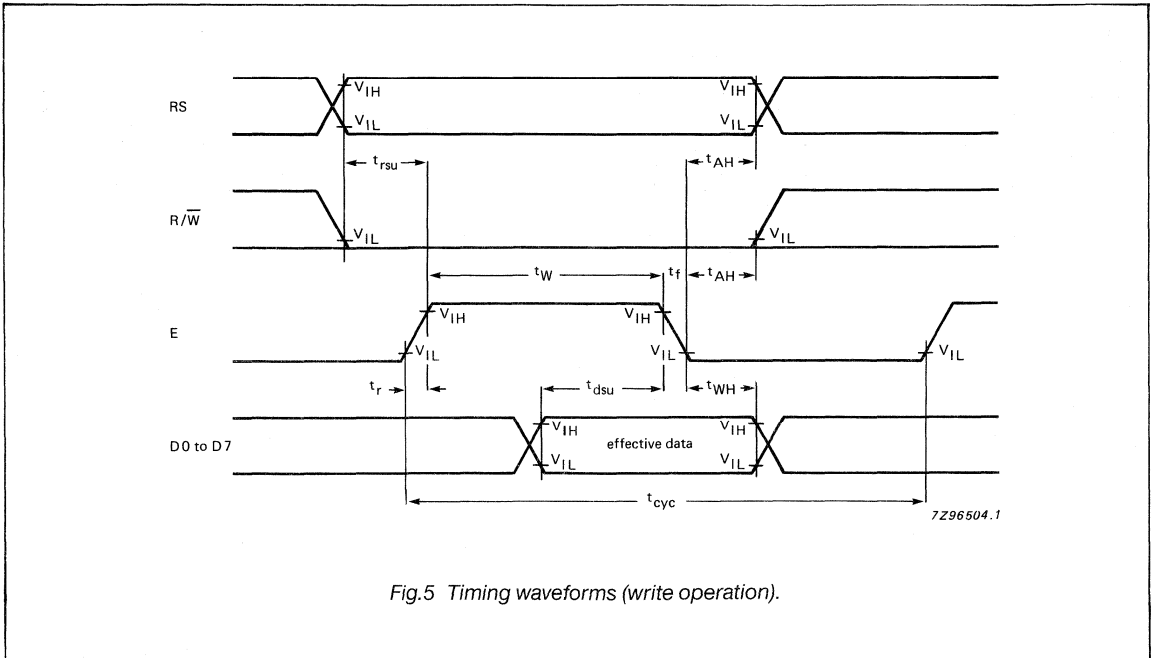 RS
V_IH
V_IL
V_IH
V_IL
t_rsu
t_AH
R/W̅
V_IL
V_IL
t_W
t_f
t_AH
E
V_IH
V_IL
V_IH
V_IL
V_IL
t_r
t_dsu
t_WH
D0 to D7
V_IH
V_IL
effective data
V_IH
V_IL
t_cyc
7Z96504.1
Fig.5 Timing waveforms (write operation).